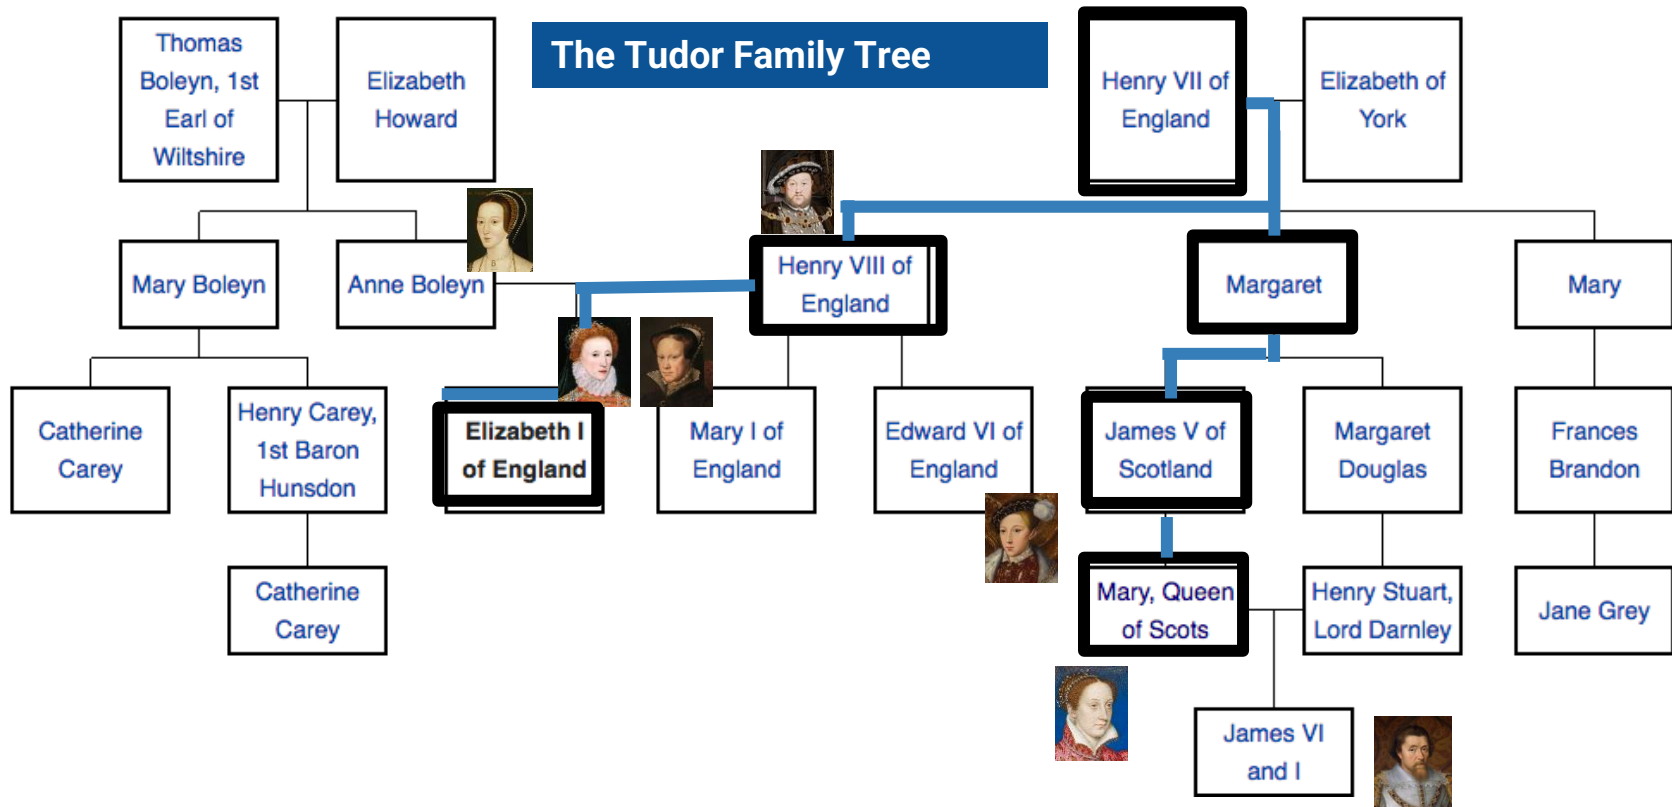 The Tudor Family Tree
Thomas
Boleyn, 1st
Earl of
Wiltshire
Elizabeth
Howard
Henry VII of
England
Elizabeth of
York
Mary Boleyn
Anne Boleyn
Henry VIII of
England
Margaret
Mary
Catherine
Carey
Henry Carey,
1st Baron
Hunsdon
Elizabeth I
of England
Mary I of
England
Edward VI of
England
James V of
Scotland
Margaret
Douglas
Frances
Brandon
Catherine
Carey
Mary, Queen
of Scots
Henry Stuart,
Lord Darnley
Jane Grey
James VI
and I